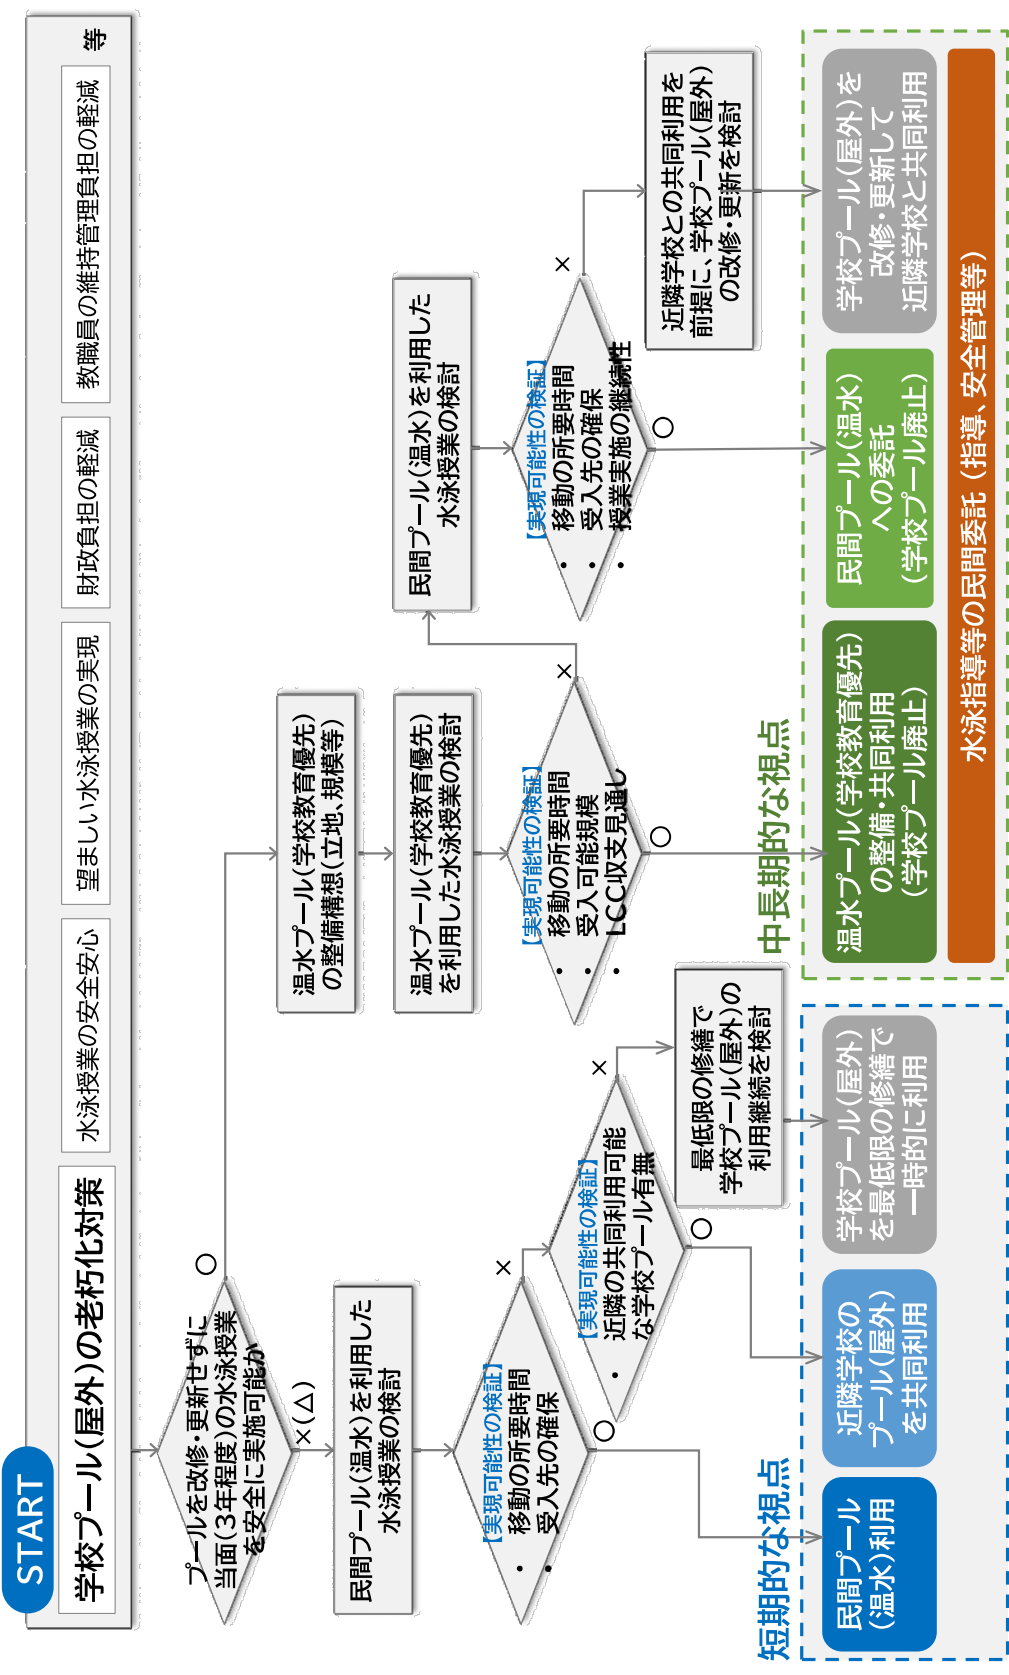 START
学校プール(屋外)の老朽化対策
水泳授業の安全安心
望ましい水泳授業の実現
財政負担の軽減
教職員の維持管理負担の軽減
等
プールを改修・更新せずに
当面(3年程度)の水泳授業
を安全に実施可能か
○
×(△)
民間プール(温水)を利用した
水泳授業の検討
【実現可能性の検証】
・ 移動の所要時間
・ 受入先の確保
×
○
【実現可能性の検証】
・ 近隣の共同利用可能
な学校プール有無
×
○
最低限の修繕で
学校プール(屋外)の
利用継続を検討
温水プール(学校教育優先)
の整備構想(立地、規模等)
温水プール(学校教育優先)
を利用した水泳授業の検討
【実現可能性の検証】
・ 移動の所要時間
・ 受入可能規模
・ LCC収支見通し
×
○
民間プール(温水)を利用した
水泳授業の検討
【実現可能性の検証】
・ 移動の所要時間
・ 受入先の確保
・ 授業実施の継続性
×
○
近隣学校との共同利用を
前提に、学校プール(屋外)
の改修・更新を検討
短期的な視点
民間プール
(温水)利用
近隣学校の
プール(屋外)
を共同利用
学校プール(屋外)
を最低限の修繕で
一時的に利用
中長期的な視点
温水プール(学校教育優先)
の整備・共同利用
(学校プール廃止)
民間プール(温水)
への委託
(学校プール廃止)
学校プール(屋外)を
改修・更新して
近隣学校と共同利用
水泳指導等の民間委託(指導、安全管理等)